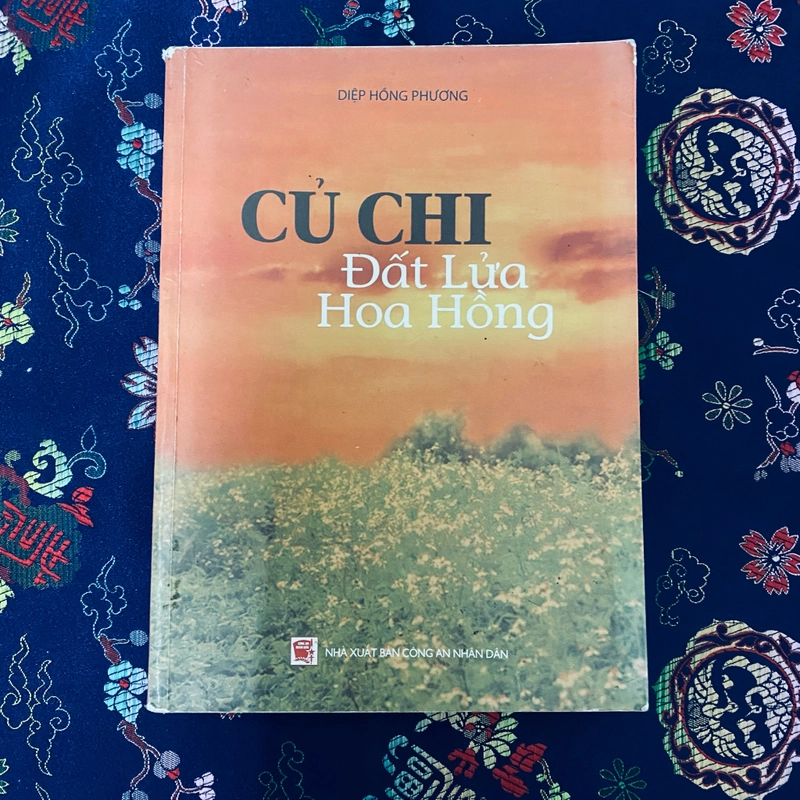 DIỆP HỒNG PHƯƠNG
CỦ CHI
Đất Lửa
Hoa Hồng
NHÀ XUẤT BẢN CÔNG AN NHÂN DÂN